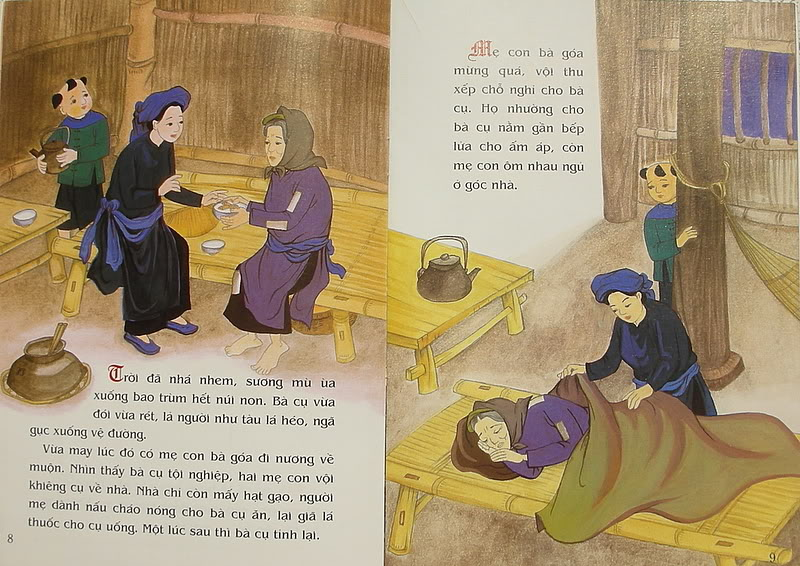 Trời đã nhá nhem, sương mù ùa
xuống bao trùm hết núi non. Bà cụ vừa
đói vừa rét, lả người như tàu lá héo, ngã
gục xuống vệ đường.
Vừa may lúc đó có mẹ con bà góa đi nương về
muộn. Nhìn thấy bà cụ tội nghiệp, hai mẹ con vội
khiêng cụ về nhà. Nhà chỉ còn mấy hạt gạo, người
mẹ dành nấu cháo nóng cho bà cụ ăn, lại giã lá
thuốc cho cụ uống. Một lúc sau thì bà cụ tỉnh lại.
8
Mẹ con bà góa
mừng quá, vội thu
xếp chỗ nghỉ cho bà
cụ. Họ nhường cho
bà cụ nằm gần bếp
lửa cho ấm áp, còn
mẹ con ôm nhau ngủ
ở góc nhà.
9